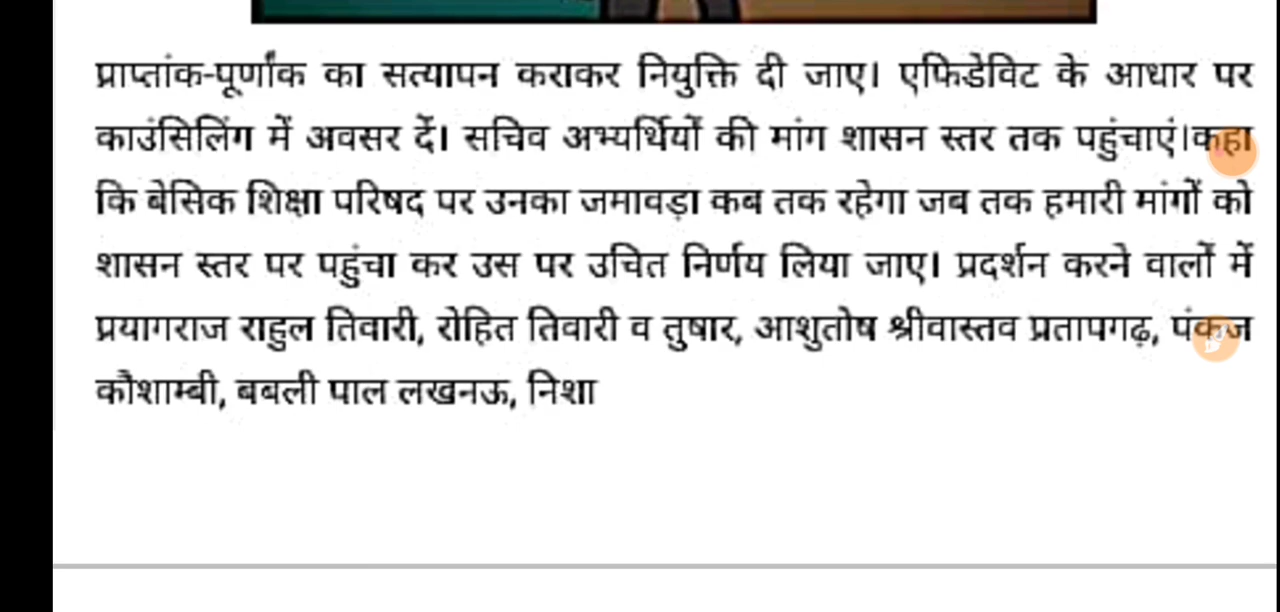 प्राप्तांक-पूर्णांक का सत्यापन कराकर नियुक्ति दी जाए। एफिडेविट के आधार पर
काउंसिलिंग में अवसर दें। सचिव अभ्यर्थियों की मांग शासन स्तर तक पहुंचाएं।कहा
कि बेसिक शिक्षा परिषद पर उनका जमावड़ा कब तक रहेगा जब तक हमारी मांगों को
शासन स्तर पर पहुंचा कर उस पर उचित निर्णय लिया जाए। प्रदर्शन करने वालों में
प्रयागराज राहुल तिवारी, रोहित तिवारी व तुषार, आशुतोष श्रीवास्तव प्रतापगढ़, पंकज
कौशाम्बी, बबली पाल लखनऊ, निशा